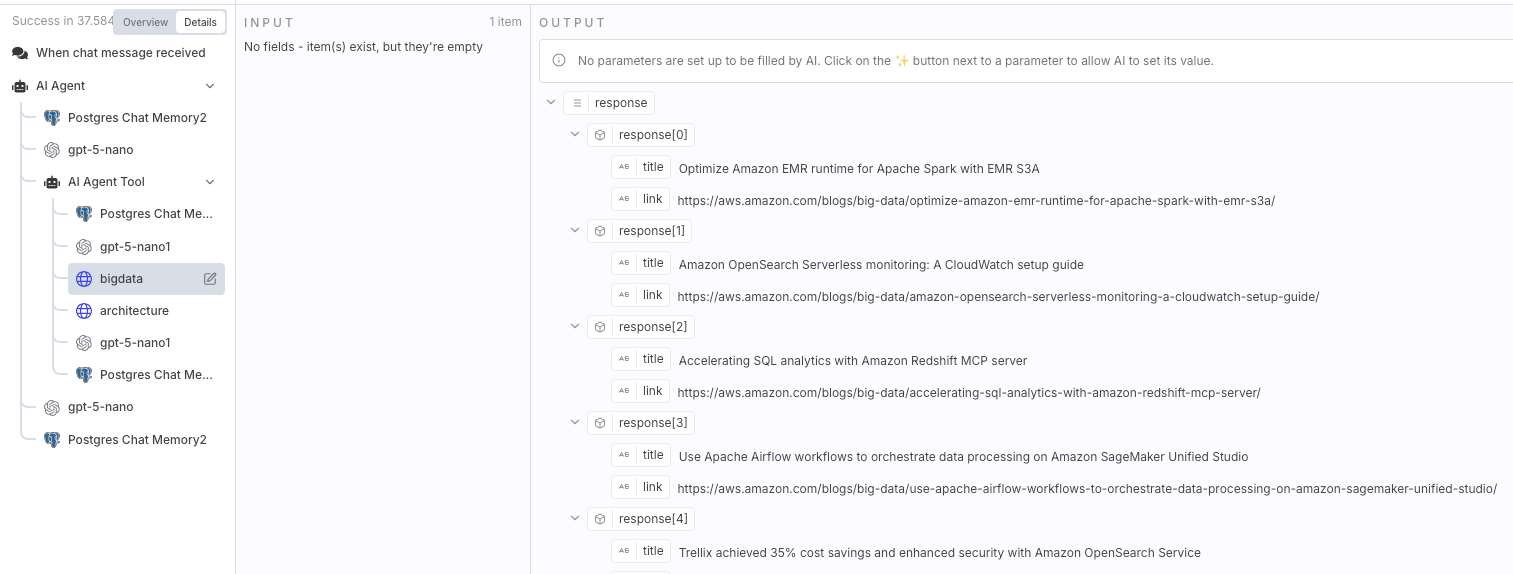 Success in 37.584
Overview
Details
When chat message received
AI Agent
Postgres Chat Memory2
gpt-5-nano
AI Agent Tool
Postgres Chat Me...
gpt-5-nano1
bigdata
architecture
gpt-5-nano1
Postgres Chat Me...
gpt-5-nano
Postgres Chat Memory2
INPUT
1 item
No fields - item(s) exist, but they're empty
OUTPUT
No parameters are set up to be filled by AI. Click on the ✨ button next to a parameter to allow AI to set its value.
response
response[0]
AB title Optimize Amazon EMR runtime for Apache Spark with EMR S3A
AB link https://aws.amazon.com/blogs/big-data/optimize-amazon-emr-runtime-for-apache-spark-with-emr-s3a/
response[1]
AB title Amazon OpenSearch Serverless monitoring: A CloudWatch setup guide
AB link https://aws.amazon.com/blogs/big-data/amazon-opensearch-serverless-monitoring-a-cloudwatch-setup-guide/
response[2]
AB title Accelerating SQL analytics with Amazon Redshift MCP server
AB link https://aws.amazon.com/blogs/big-data/accelerating-sql-analytics-with-amazon-redshift-mcp-server/
response[3]
AB title Use Apache Airflow workflows to orchestrate data processing on Amazon SageMaker Unified Studio
AB link https://aws.amazon.com/blogs/big-data/use-apache-airflow-workflows-to-orchestrate-data-processing-on-amazon-sagemaker-unified-studio/
response[4]
AB title Trellix achieved 35% cost savings and enhanced security with Amazon OpenSearch Service